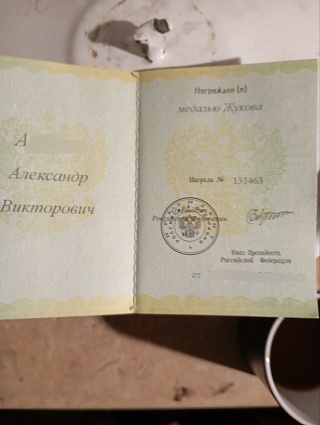 А
Александр
Викторович
Награжден (а)
медалью Жукова
Награда № 131463
М.П.
Указ Президента
Российской Федерации
от